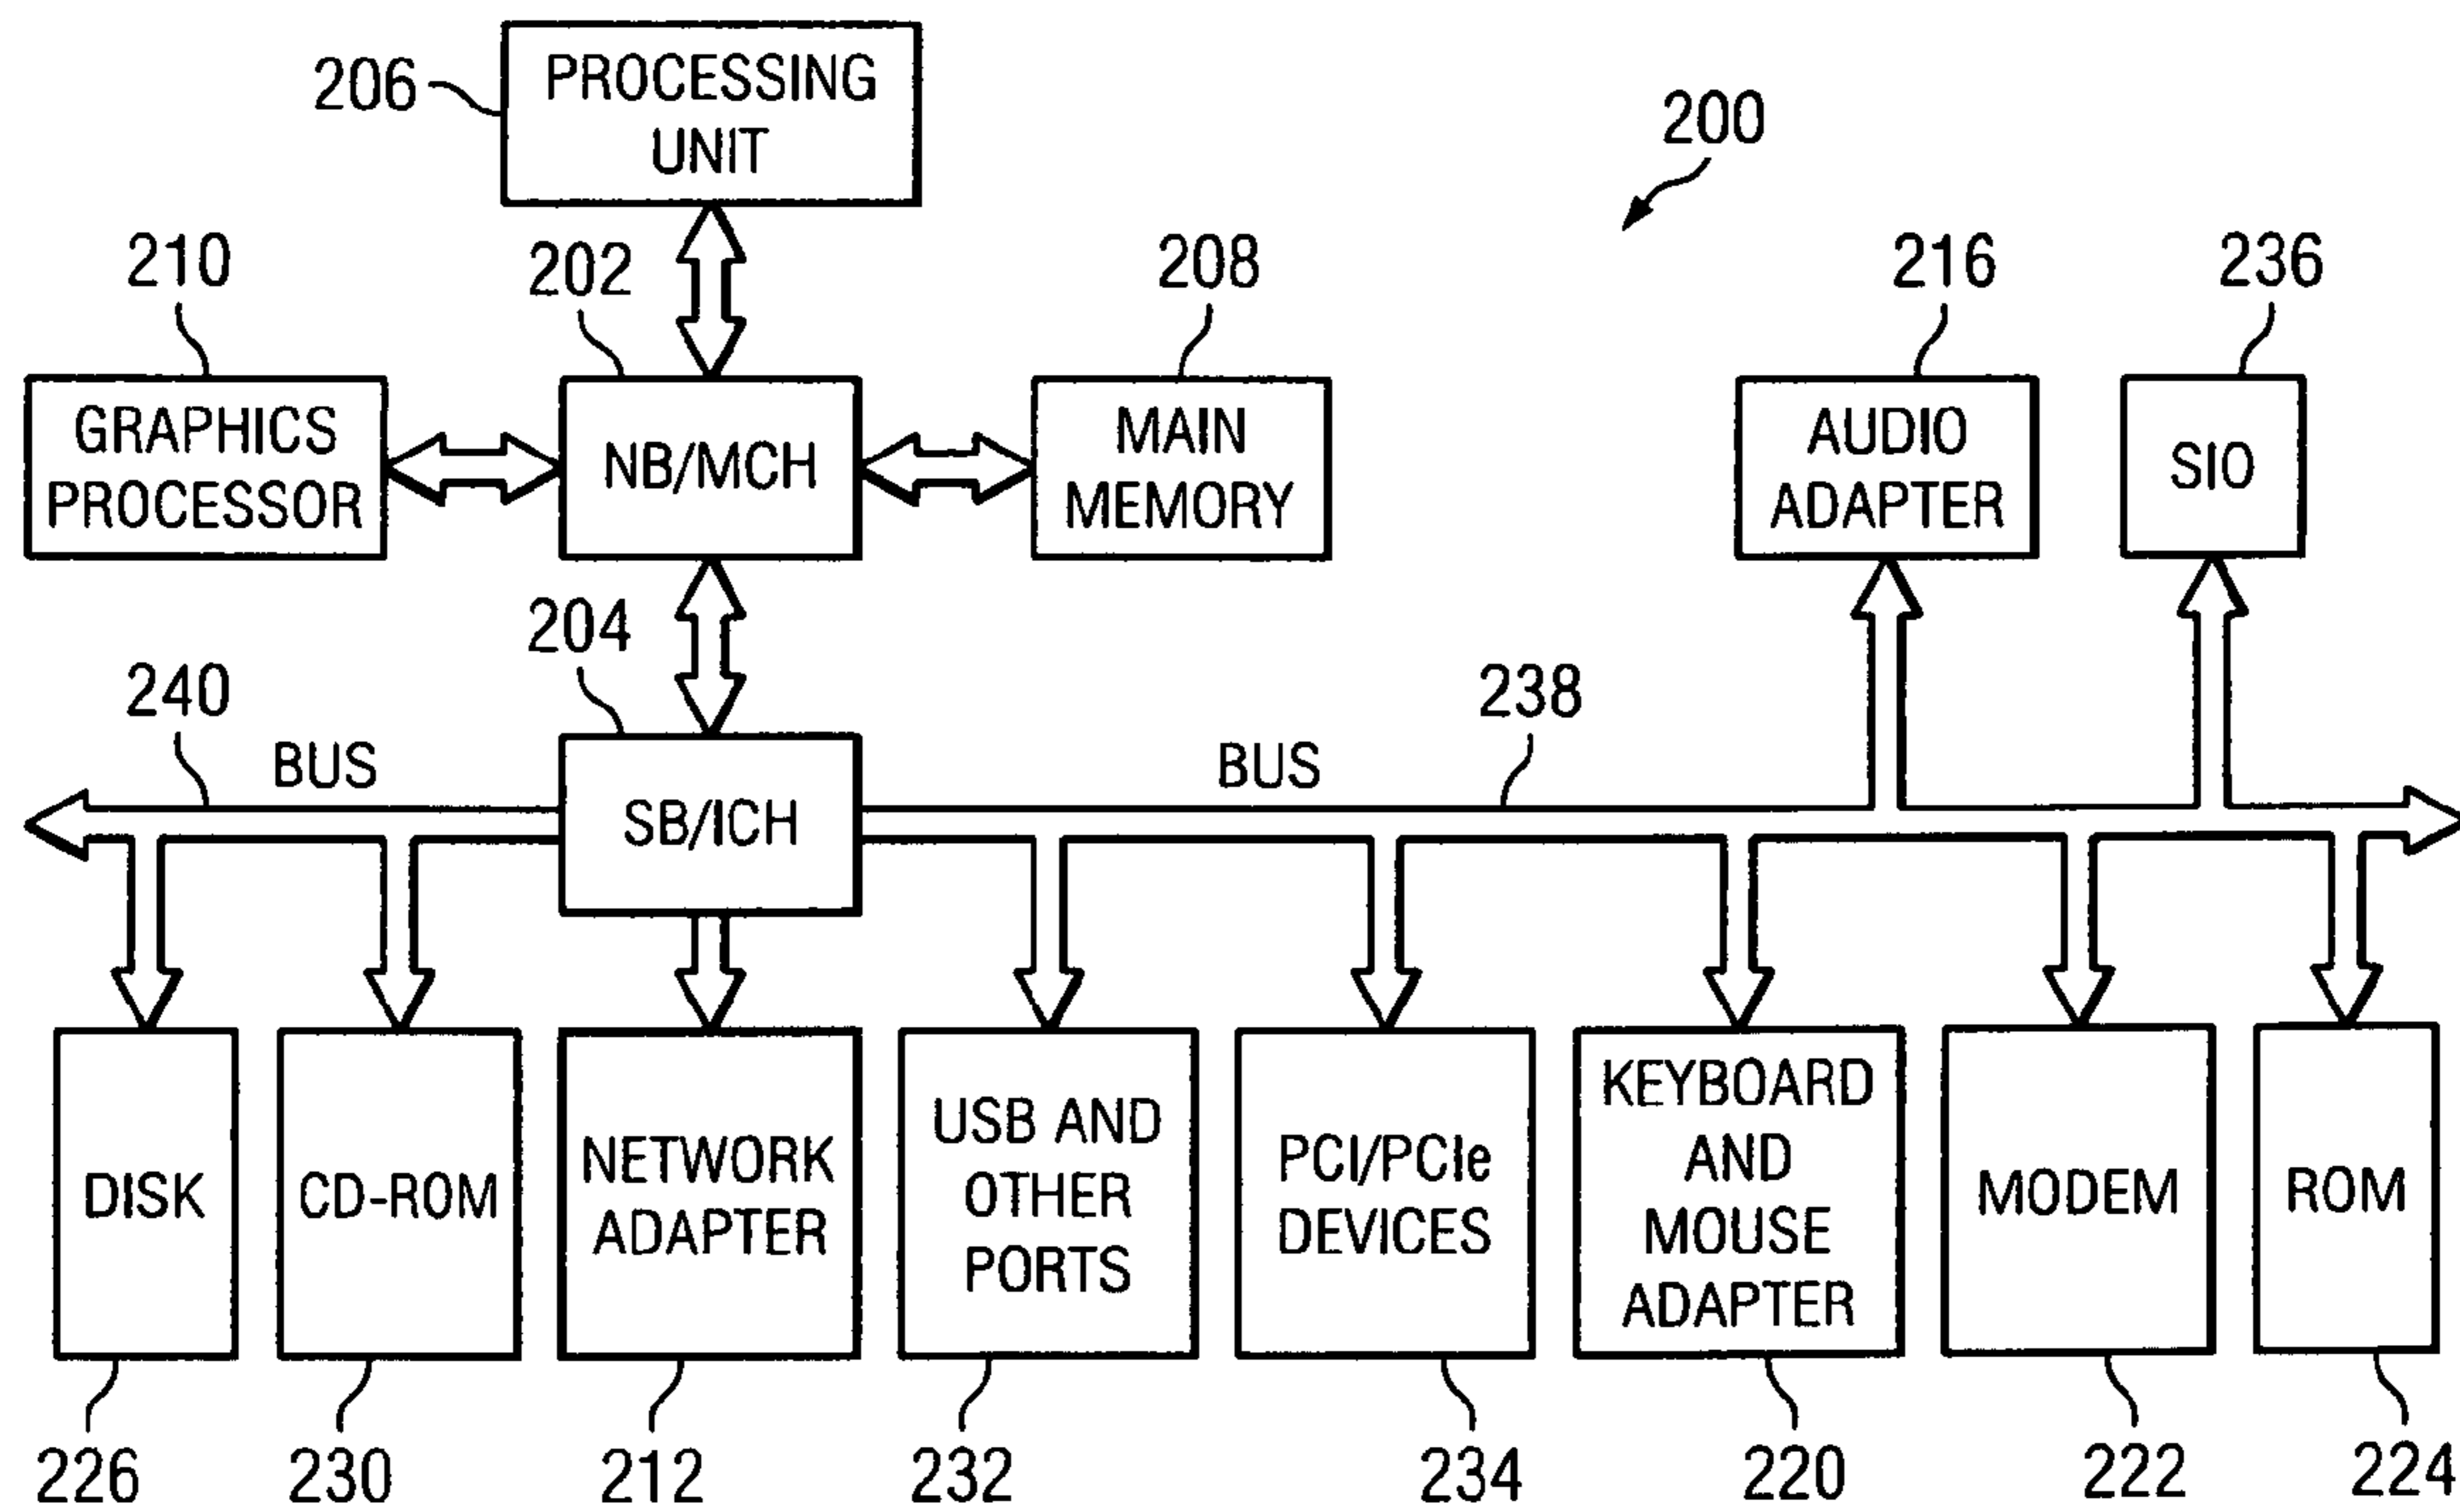 PROCESSING
UNIT
206
200
210
202
208
216
236
GRAPHICS
PROCESSOR
NB/MCH
MAIN
MEMORY
AUDIO
ADAPTER
SIO
204
240
238
BUS
BUS
SB/ICH
DISK
CD-ROM
NETWORK
ADAPTER
USB AND
OTHER
PORTS
PCI/PCIe
DEVICES
KEYBOARD
AND
MOUSE
ADAPTER
MODEM
ROM
226
230
212
232
234
220
222
224